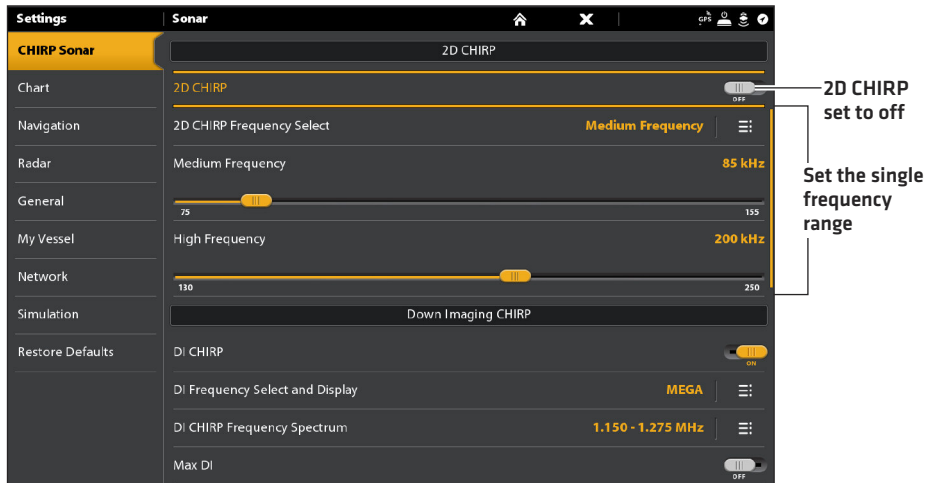 Settings
Sonar
GPS
CHIRP Sonar
Chart
Navigation
Radar
General
My Vessel
Network
Simulation
Restore Defaults
2D CHIRP
2D CHIRP
OFF
2D CHIRP Frequency Select
Medium Frequency
Medium Frequency
85 kHz
75
155
High Frequency
200 kHz
130
250
Down Imaging CHIRP
DI CHIRP
ON
DI Frequency Select and Display
MEGA
DI CHIRP Frequency Spectrum
1.150 - 1.275 MHz
Max DI
OFF
2D CHIRP
set to off
Set the single
frequency
range